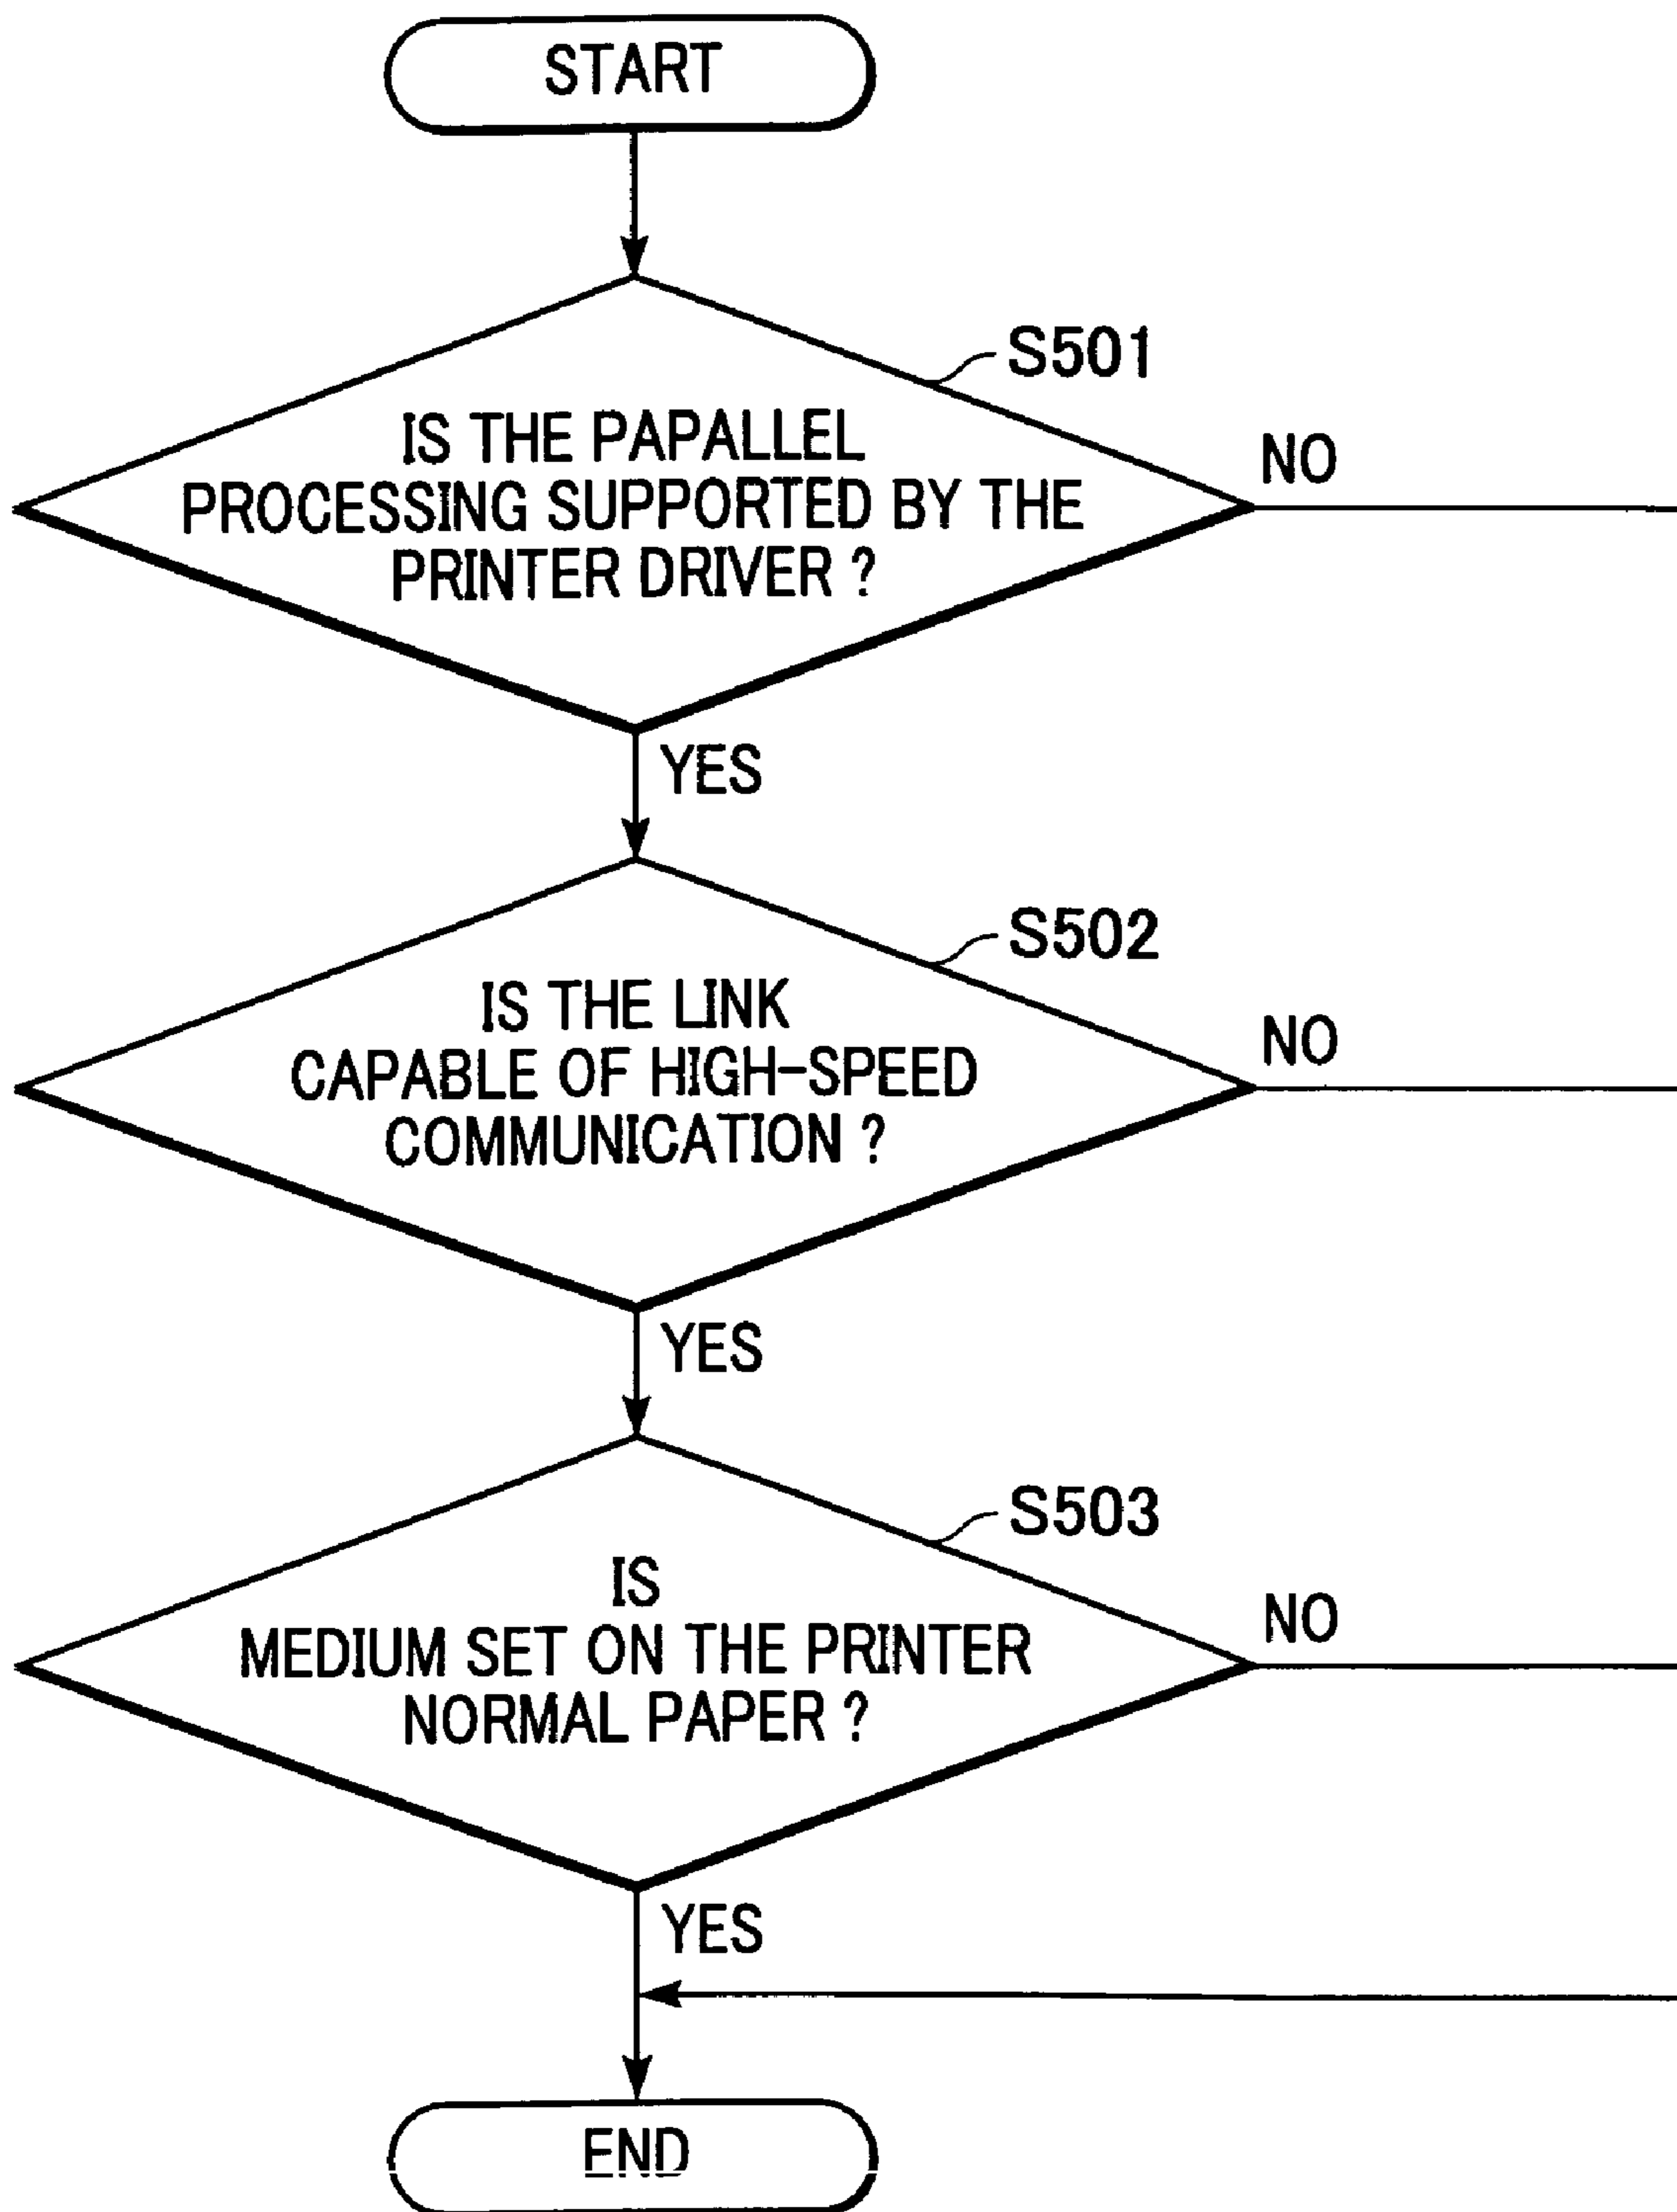 START
S501
IS THE PAPALLEL
PROCESSING SUPPORTED BY THE
PRINTER DRIVER ?
NO
YES
S502
IS THE LINK
CAPABLE OF HIGH-SPEED
COMMUNICATION ?
NO
YES
S503
IS
MEDIUM SET ON THE PRINTER
NORMAL PAPER ?
NO
YES
END